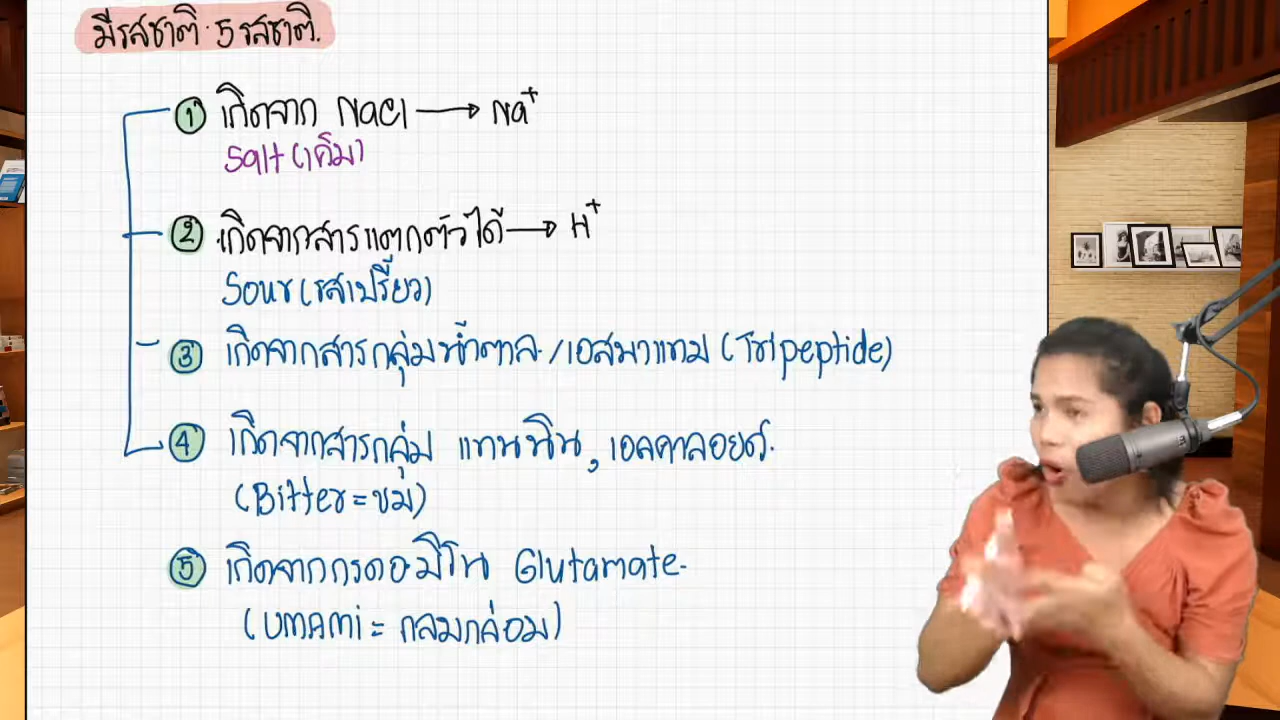 มีรสชาติ 5 รสชาติ.
① เกิดจาก NaCl → Na⁺
Salt (เค็ม)
② เกิดจากสารแตกตัวได้ → H⁺
Sour (รสเปรี้ยว)
③ เกิดจากสารกลุ่มน้ำตาล /เอสพาแทม (Tripeptide)
④ เกิดจากสารกลุ่ม แทนนิน, เอลคาลอยด์.
(Bitter = ขม)
⑤ เกิดจากกรดอะมิโน Glutamate.
(UMAMi = กลมกล่อม)